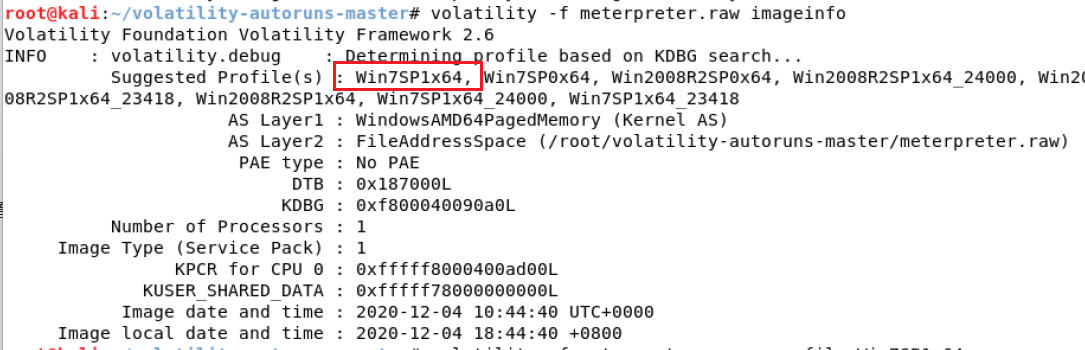 root@kali:~/volatility-autoruns-master# volatility -f meterpreter.raw imageinfo
Volatility Foundation Volatility Framework 2.6
INFO    : volatility.debug    : Determining profile based on KDBG search...
          Suggested Profile(s) : Win7SP1x64, Win7SP0x64, Win2008R2SP0x64, Win2008R2SP1x64_24000, Win20
08R2SP1x64_23418, Win2008R2SP1x64, Win7SP1x64_24000, Win7SP1x64_23418
                     AS Layer1 : WindowsAMD64PagedMemory (Kernel AS)
                     AS Layer2 : FileAddressSpace (/root/volatility-autoruns-master/meterpreter.raw)
                      PAE type : No PAE
                           DTB : 0x187000L
                          KDBG : 0xf800040090a0L
          Number of Processors : 1
     Image Type (Service Pack) : 1
                KPCR for CPU 0 : 0xfffff8000400ad00L
             KUSER_SHARED_DATA : 0xfffff78000000000L
           Image date and time : 2020-12-04 10:44:40 UTC+0000
     Image local date and time : 2020-12-04 18:44:40 +0800